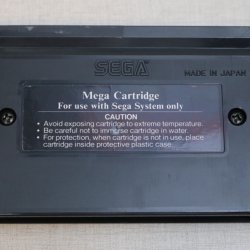 SEGA
MADE IN JAPAN
Mega Cartridge
For use with Sega System only
CAUTION
• Avoid exposing cartridge to extreme temperature.
• Be careful not to immerse cartridge in water.
• For protection, when cartridge is not in use, place
cartridge inside protective plastic case.